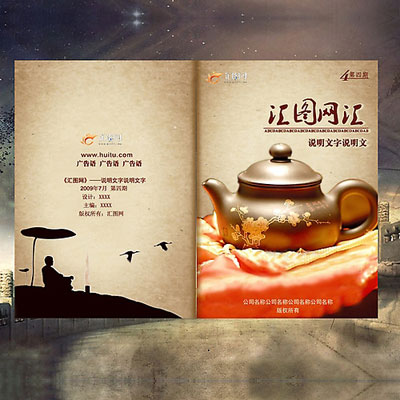 汇图网
www.huitu.com
广告语 广告语 广告语
《汇图网》——说明文字说明文字
2009年7月 第四期
设计：XXXX
主编：XXXX
版权所有：汇图网
4第四期
汇图网汇
ABCDABCDABCDABCDABCDABCDABCDABCDAB
说明文字说明文
公司名称公司名称公司名称公司名称
版权所有